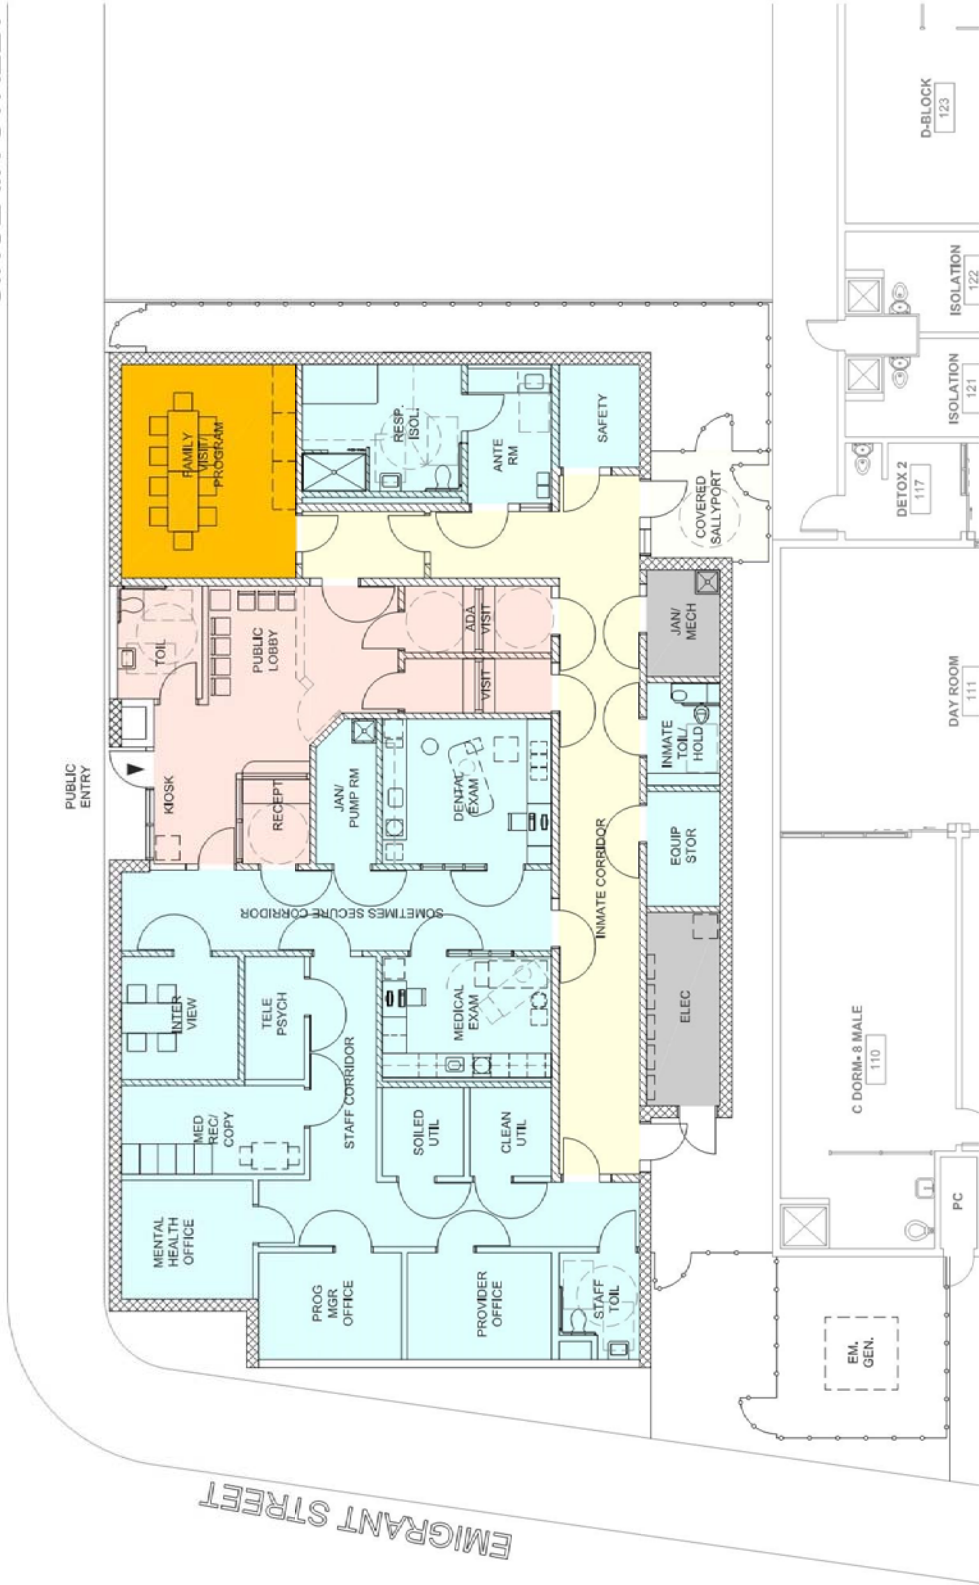 D-BLOCK
123
ISOLATION
122
ISOLATION
121
DETOX 2
117
FAMILY
VISIT/
PROGRAM
RESP.
ISOL.
ANTE
RM
SAFETY
COVERED
SALLYPORT
TOIL
PUBLIC
LOBBY
ADA
VISIT
VISIT
JAN/
MECH
DAY ROOM
111
PUBLIC
ENTRY
KIOSK
RECEPT
JAN/
PUMP RM
DENTAL
EXAM
INMATE
TOIL/
HOLD
EQUIP
STOR
INMATE CORRIDOR
SOMETIMES SECURE CORRIDOR
INTER
VIEW
TELE
PSYCH
MEDICAL
EXAM
ELEC
C DORM- 8 MALE
110
MED
REC/
COPY
STAFF CORRIDOR
SOILED
UTIL
CLEAN
UTIL
MENTAL
HEALTH
OFFICE
PROG
MGR
OFFICE
PROVIDER
OFFICE
STAFF
TOIL
PC
EM.
GEN.
EMIGRANT STREET